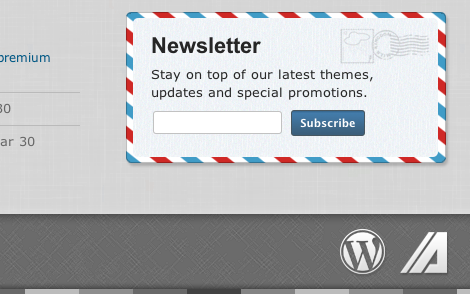 premium
30
ar 30
Newsletter
Stay on top of our latest themes,
updates and special promotions.
Subscribe
W